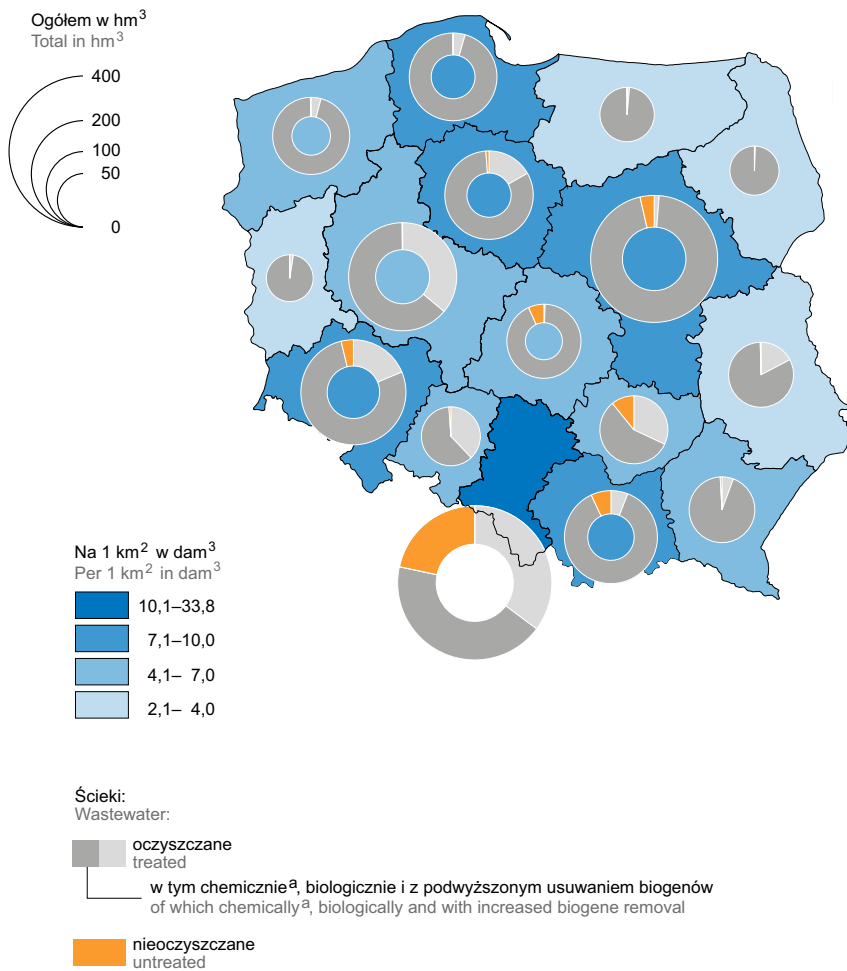 Ogółem w hm³
Total in hm³
400
200
100
50
0
Na 1 km² w dam³
Per 1 km² in dam³
10,1–33,8
7,1–10,0
4,1– 7,0
2,1– 4,0
Ścieki:
Wastewater:
oczyszczane
treated
w tym chemicznieᵃ, biologicznie i z podwyższonym usuwaniem biogenów
of which chemicallyᵃ, biologically and with increased biogene removal
nieoczyszczane
untreated